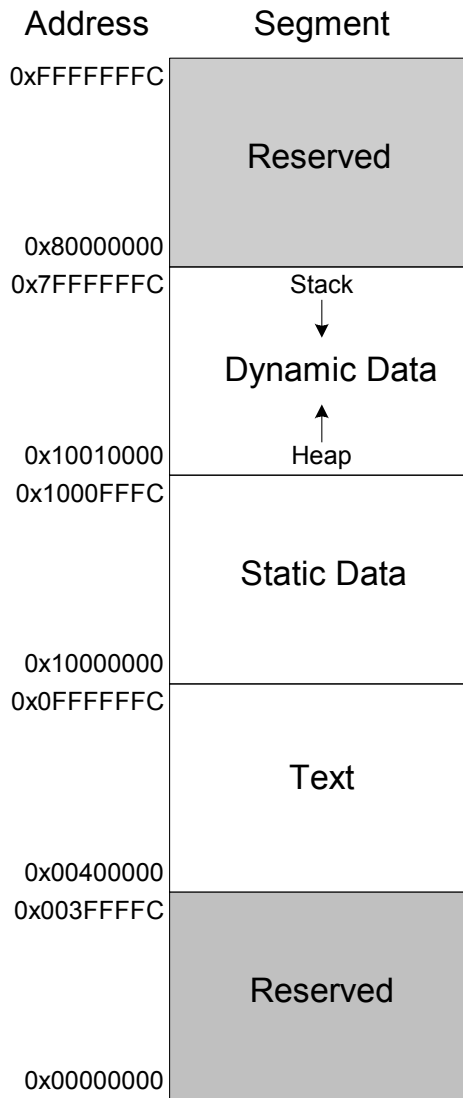 Address Segment
0xFFFFFFFC
Reserved
0x80000000
0x7FFFFFFC Stack
Dynamic Data
0x10010000 Heap
0x1000FFFC
Static Data
0x10000000
0x0FFFFFFC
Text
0x00400000
0x003FFFFC
Reserved
0x00000000